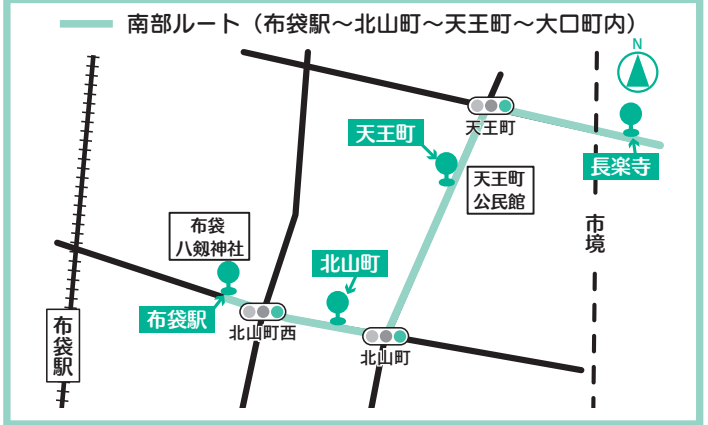 南部ルート（布袋駅～北山町～天王町～大口町内）
N
天王町
天王町
長楽寺
天王町
公民館
布袋
八剱神社
市境
北山町
布袋駅
北山町西
布袋駅
北山町